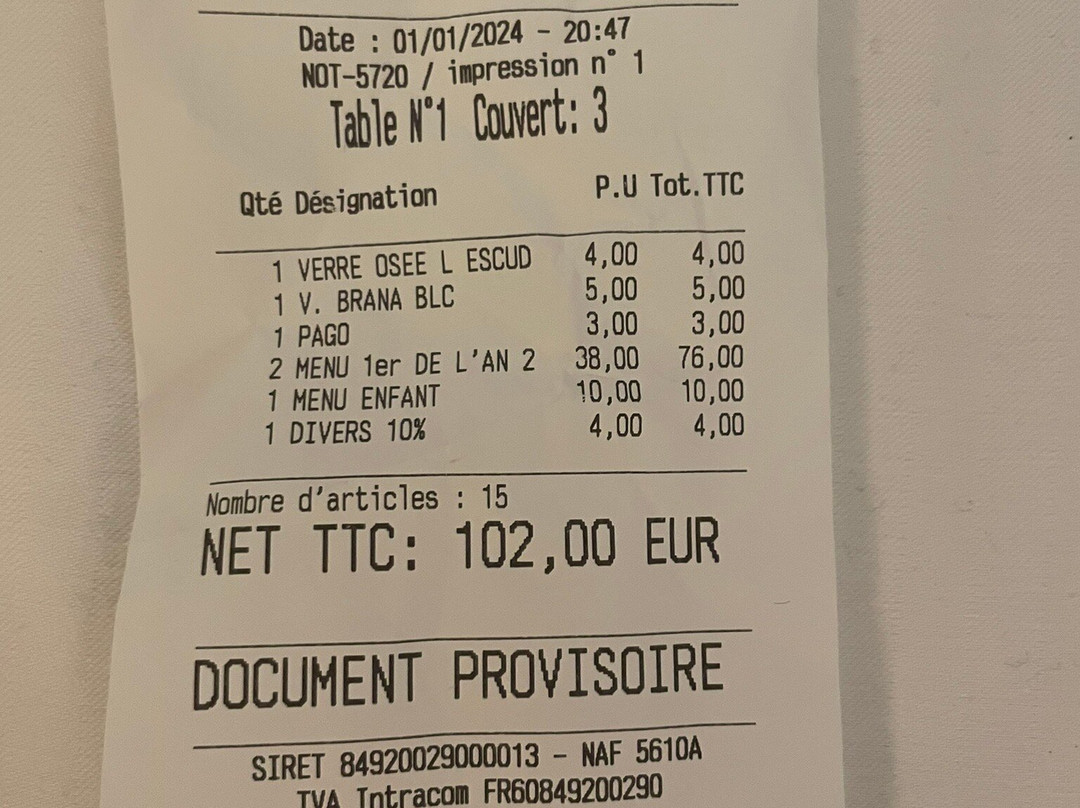 Date : 01/01/2024 - 20:47
NOT-5720 / impression n° 1
Table N°1 Couvert: 3
Qté Désignation P.U Tot.TTC
1 VERRE OSEE L ESCUD 4,00 4,00
1 V. BRANA BLC 5,00 5,00
1 PAGO 3,00 3,00
2 MENU 1er DE L'AN 2 38,00 76,00
1 MENU ENFANT 10,00 10,00
1 DIVERS 10% 4,00 4,00
Nombre d'articles : 15
NET TTC: 102,00 EUR
DOCUMENT PROVISOIRE
SIRET 84920029000013 - NAF 5610A
TVA Intracom FR60849200290